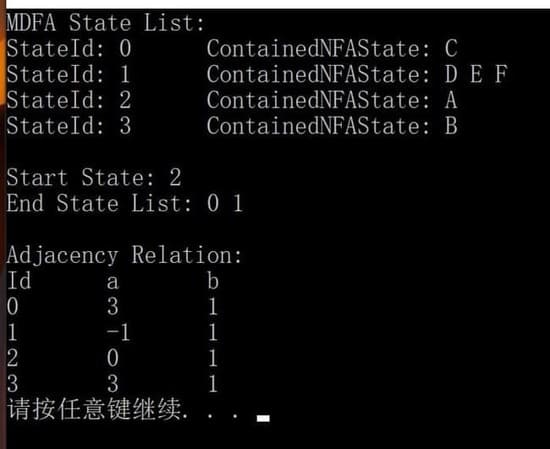 MDFA State List:
StateId: 0 ContainedNFAState: C
StateId: 1 ContainedNFAState: D E F
StateId: 2 ContainedNFAState: A
StateId: 3 ContainedNFAState: B
Start State: 2
End State List: 0 1
Adjacency Relation:
Id a b
0 3 1
1 -1 1
2 0 1
3 3 1
请按任意键继续. . .